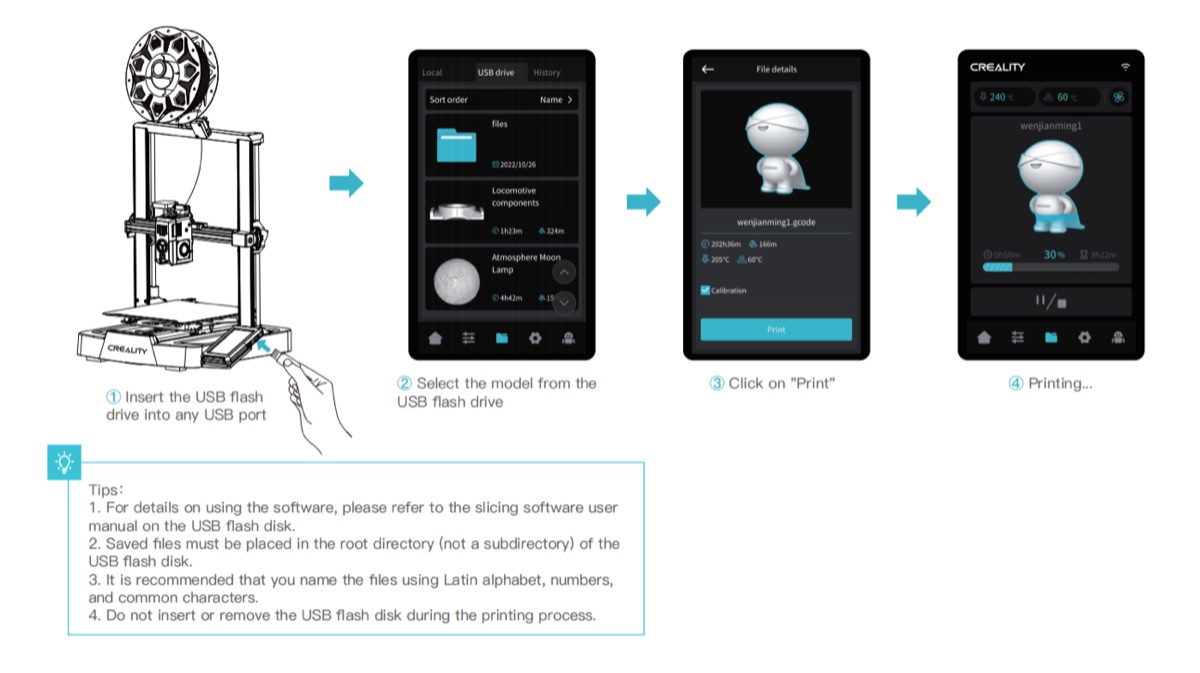 CREALITY
① Insert the USB flash
drive into any USB port
Local USB drive History
Sort order Name >
files
2022/10/26
Locomotive
components
1h23m 324m
Atmosphere Moon
Lamp
4h42m 15
② Select the model from the
USB flash drive
← File details
wenjianming1.gcode
202h36m 166m
205°C 60°C
Calibration
Print
③ Click on "Print"
CREALITY
240 °C 60 °C
wenjianming1
0h56m 30% 3h22m
④ Printing...
Tips:
1. For details on using the software, please refer to the slicing software user
manual on the USB flash disk.
2. Saved files must be placed in the root directory (not a subdirectory) of the
USB flash disk.
3. It is recommended that you name the files using Latin alphabet, numbers,
and common characters.
4. Do not insert or remove the USB flash disk during the printing process.